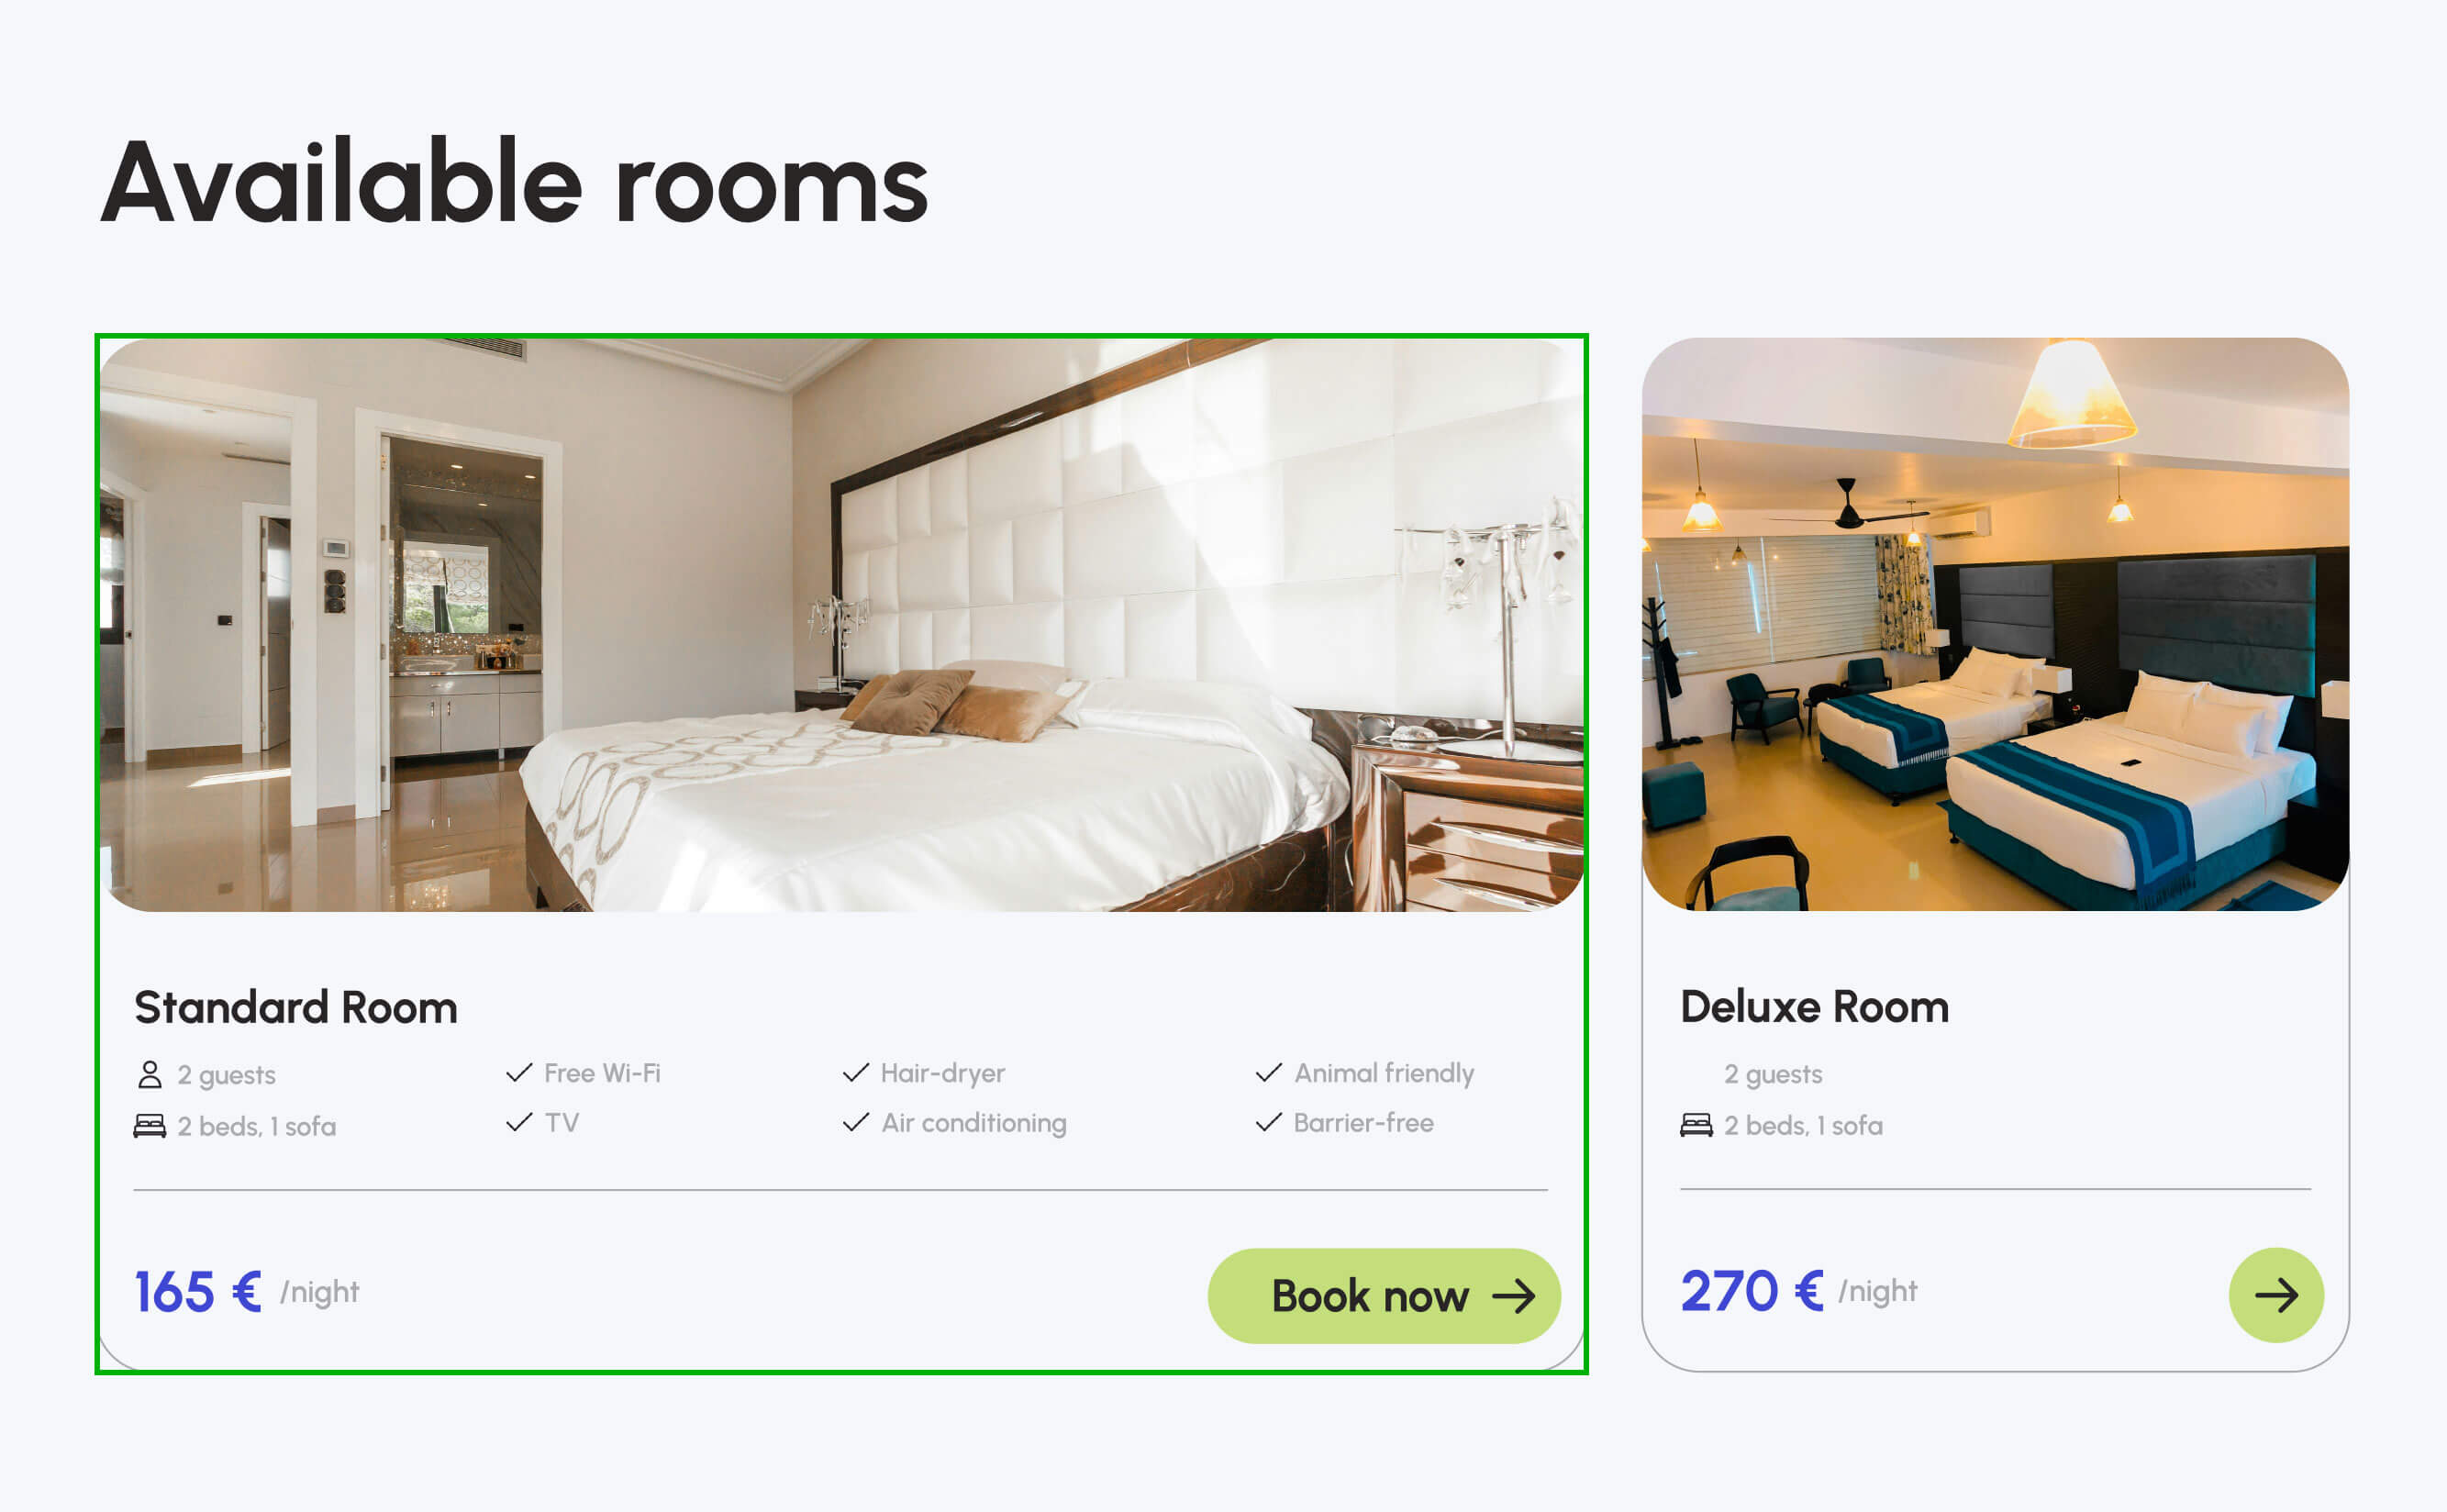 Available rooms
Standard Room
2 guests
Free Wi-Fi
Hair-dryer
Animal friendly
2 beds, 1 sofa
TV
Air conditioning
Barrier-free
165 € /night
Book now
Deluxe Room
2 guests
2 beds, 1 sofa
270 € /night